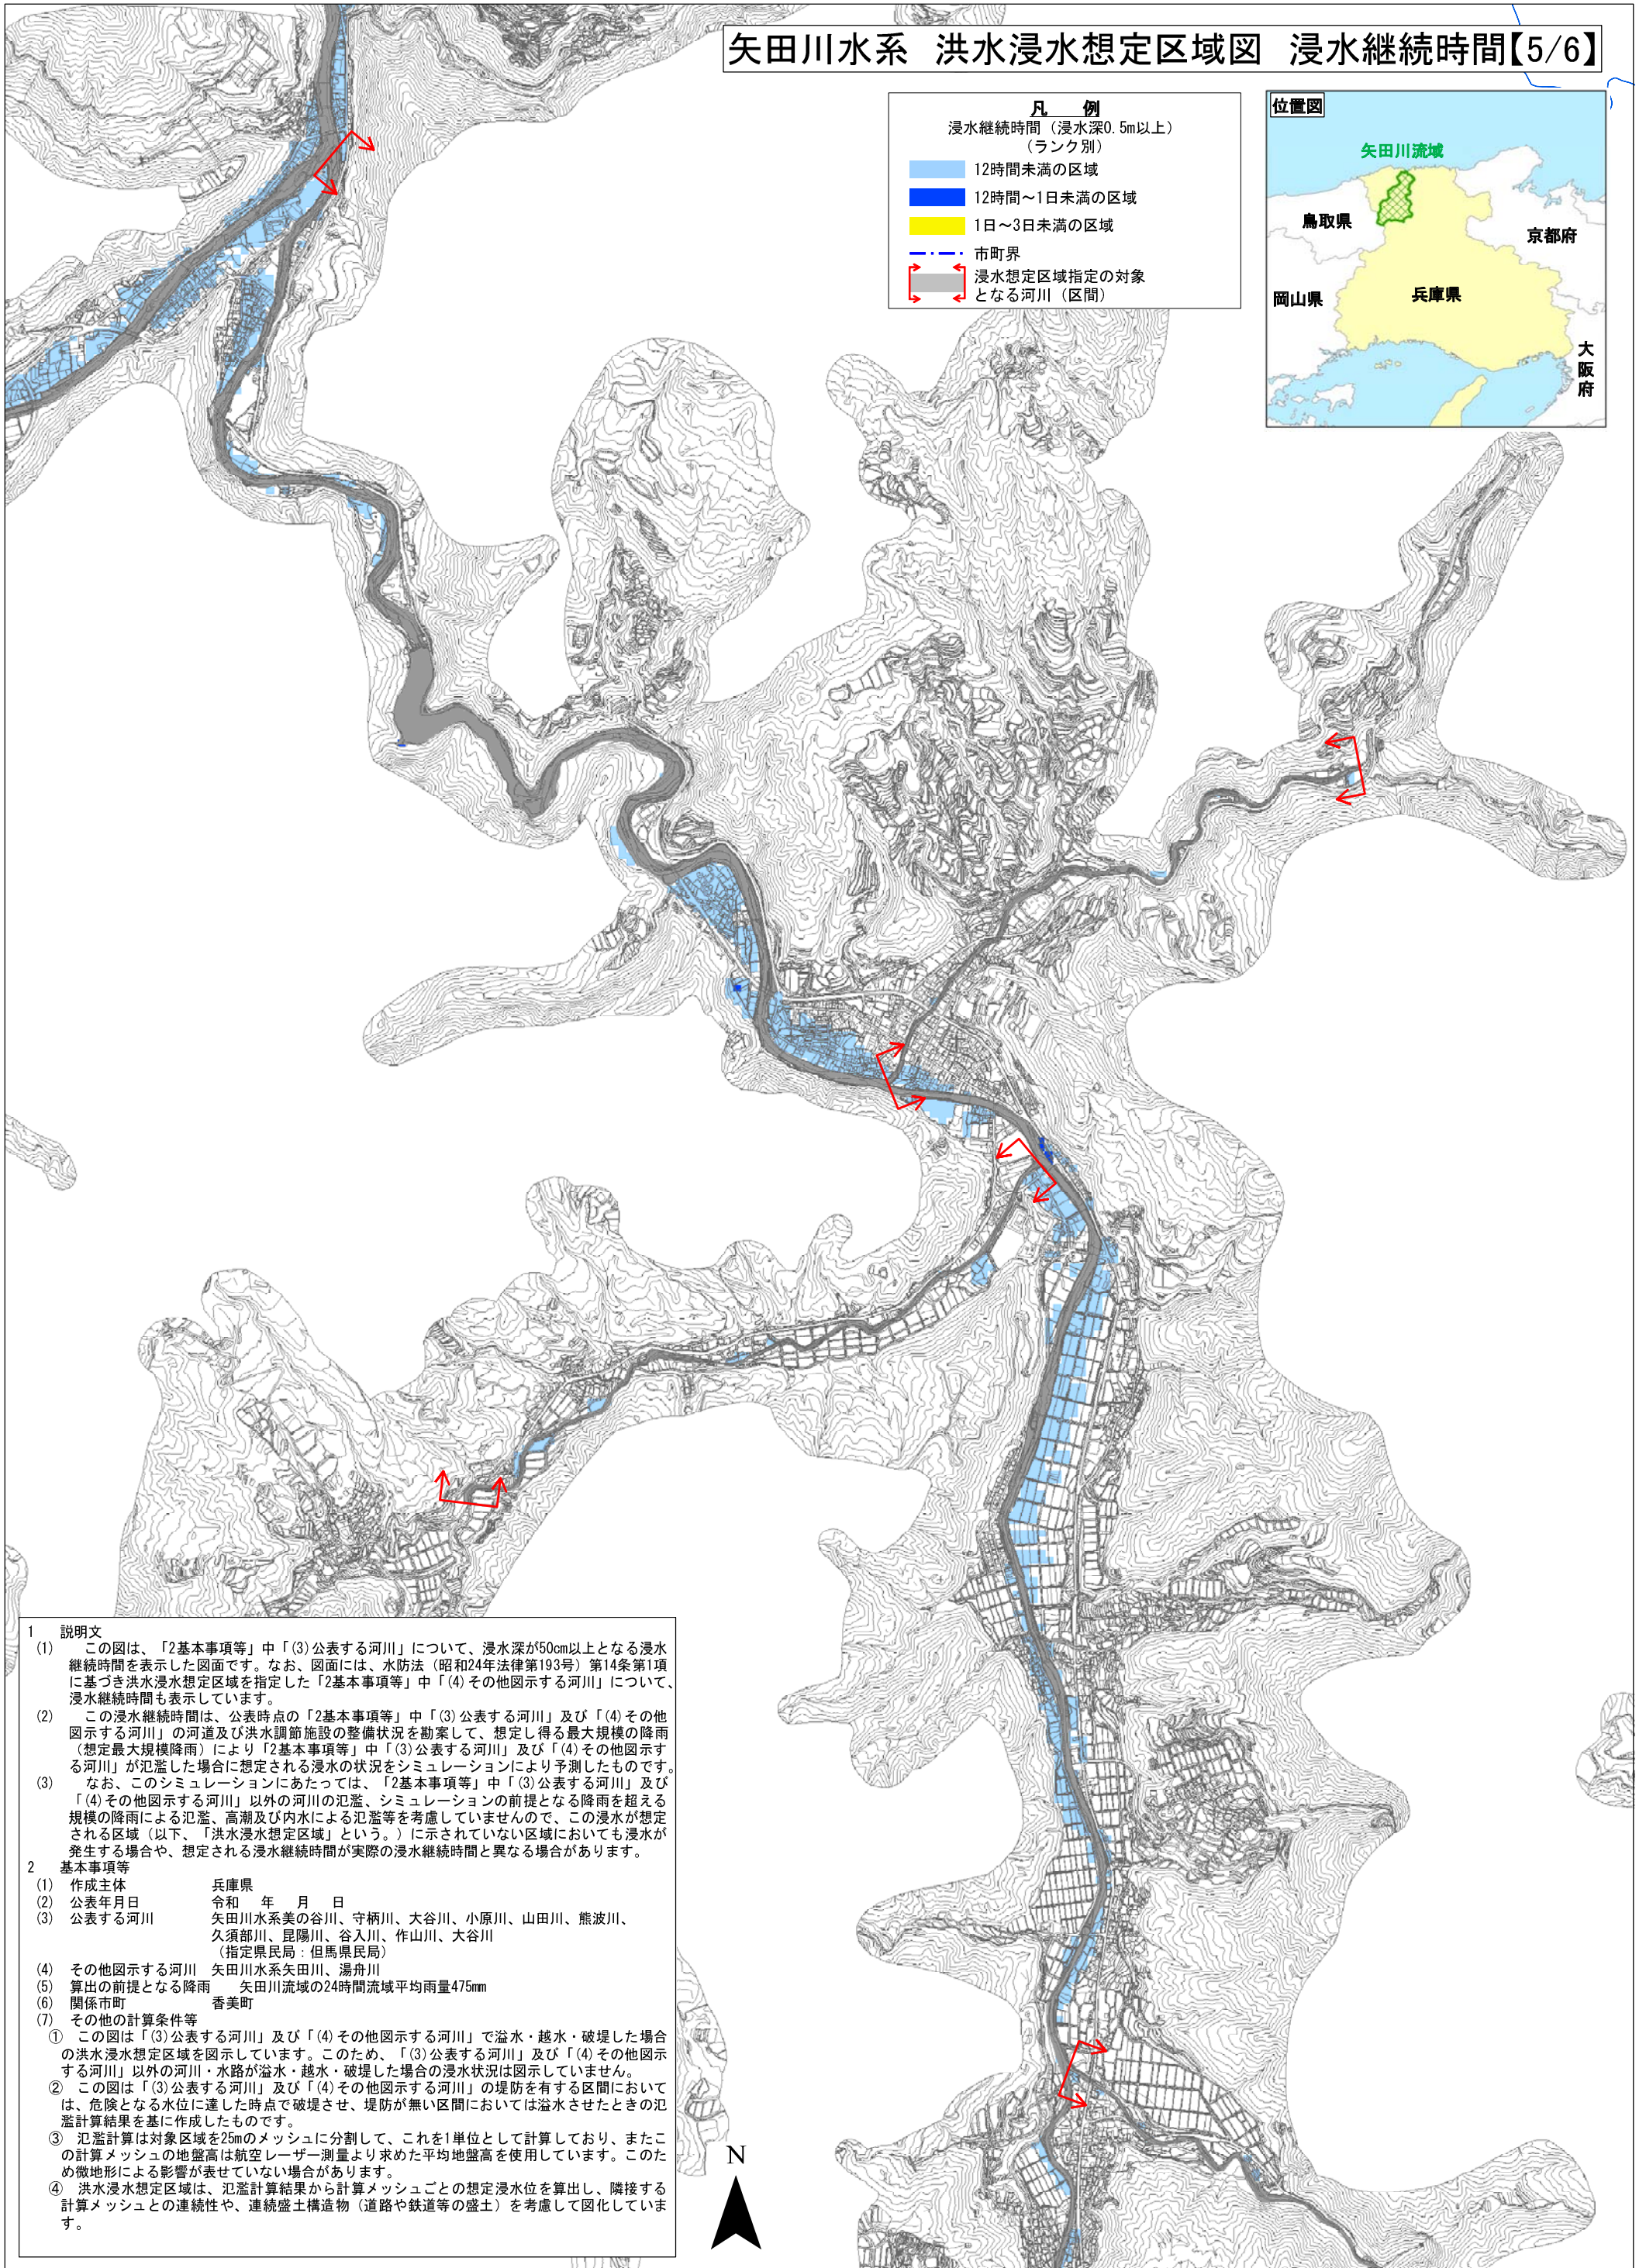 矢田川水系 洪水浸水想定区域図 浸水継続時間【5/6】
凡 例
浸水継続時間（浸水深0.5m以上）
（ランク別）
12時間未満の区域
12時間～1日未満の区域
1日～3日未満の区域
市町界
浸水想定区域指定の対象
となる河川（区間）
位置図
矢田川流域
鳥取県
京都府
岡山県
兵庫県
大阪府
1 説明文
(1) この図は、「2基本事項等」中「(3)公表する河川」について、浸水深が50cm以上となる浸水
継続時間を表示した図面です。なお、図面には、水防法（昭和24年法律第193号）第14条第1項
に基づき洪水浸水想定区域を指定した「2基本事項等」中「(4)その他図示する河川」について、
浸水継続時間も表示しています。
(2) この浸水継続時間は、公表時点の「2基本事項等」中「(3)公表する河川」及び「(4)その他
図示する河川」の河道及び洪水調節施設の整備状況を勘案して、想定し得る最大規模の降雨
（想定最大規模降雨）により「2基本事項等」中「(3)公表する河川」及び「(4)その他図示す
る河川」が氾濫した場合に想定される浸水の状況をシミュレーションにより予測したものです。
(3) なお、このシミュレーションにあたっては、「2基本事項等」中「(3)公表する河川」及び
「(4)その他図示する河川」以外の河川の氾濫、シミュレーションの前提となる降雨を超える
規模の降雨による氾濫、高潮及び内水による氾濫等を考慮していませんので、この浸水が想定
される区域（以下、「洪水浸水想定区域」という。）に示されていない区域においても浸水が
発生する場合や、想定される浸水継続時間が実際の浸水継続時間と異なる場合があります。
2 基本事項等
(1) 作成主体 兵庫県
(2) 公表年月日 令和 年 月 日
(3) 公表する河川 矢田川水系美の谷川、守柄川、大谷川、小原川、山田川、熊波川、
久須部川、昆陽川、谷入川、作山川、大谷川
（指定県民局：但馬県民局）
(4) その他図示する河川 矢田川水系矢田川、湯舟川
(5) 算出の前提となる降雨 矢田川流域の24時間流域平均雨量475mm
(6) 関係市町 香美町
(7) その他の計算条件等
① この図は「(3)公表する河川」及び「(4)その他図示する河川」で溢水・越水・破堤した場合
の洪水浸水想定区域を図示しています。このため、「(3)公表する河川」及び「(4)その他図示
する河川」以外の河川・水路が溢水・越水・破堤した場合の浸水状況は図示していません。
② この図は「(3)公表する河川」及び「(4)その他図示する河川」の堤防を有する区間において
は、危険となる水位に達した時点で破堤させ、堤防が無い区間においては溢水させたときの氾
濫計算結果を基に作成したものです。
③ 氾濫計算は対象区域を25mのメッシュに分割して、これを1単位として計算しており、またこ
の計算メッシュの地盤高は航空レーザー測量より求めた平均地盤高を使用しています。このた
め微地形による影響が表せていない場合があります。
④ 洪水浸水想定区域は、氾濫計算結果から計算メッシュごとの想定浸水位を算出し、隣接する
計算メッシュとの連続性や、連続盛土構造物（道路や鉄道等の盛土）を考慮して図化していま
す。
N